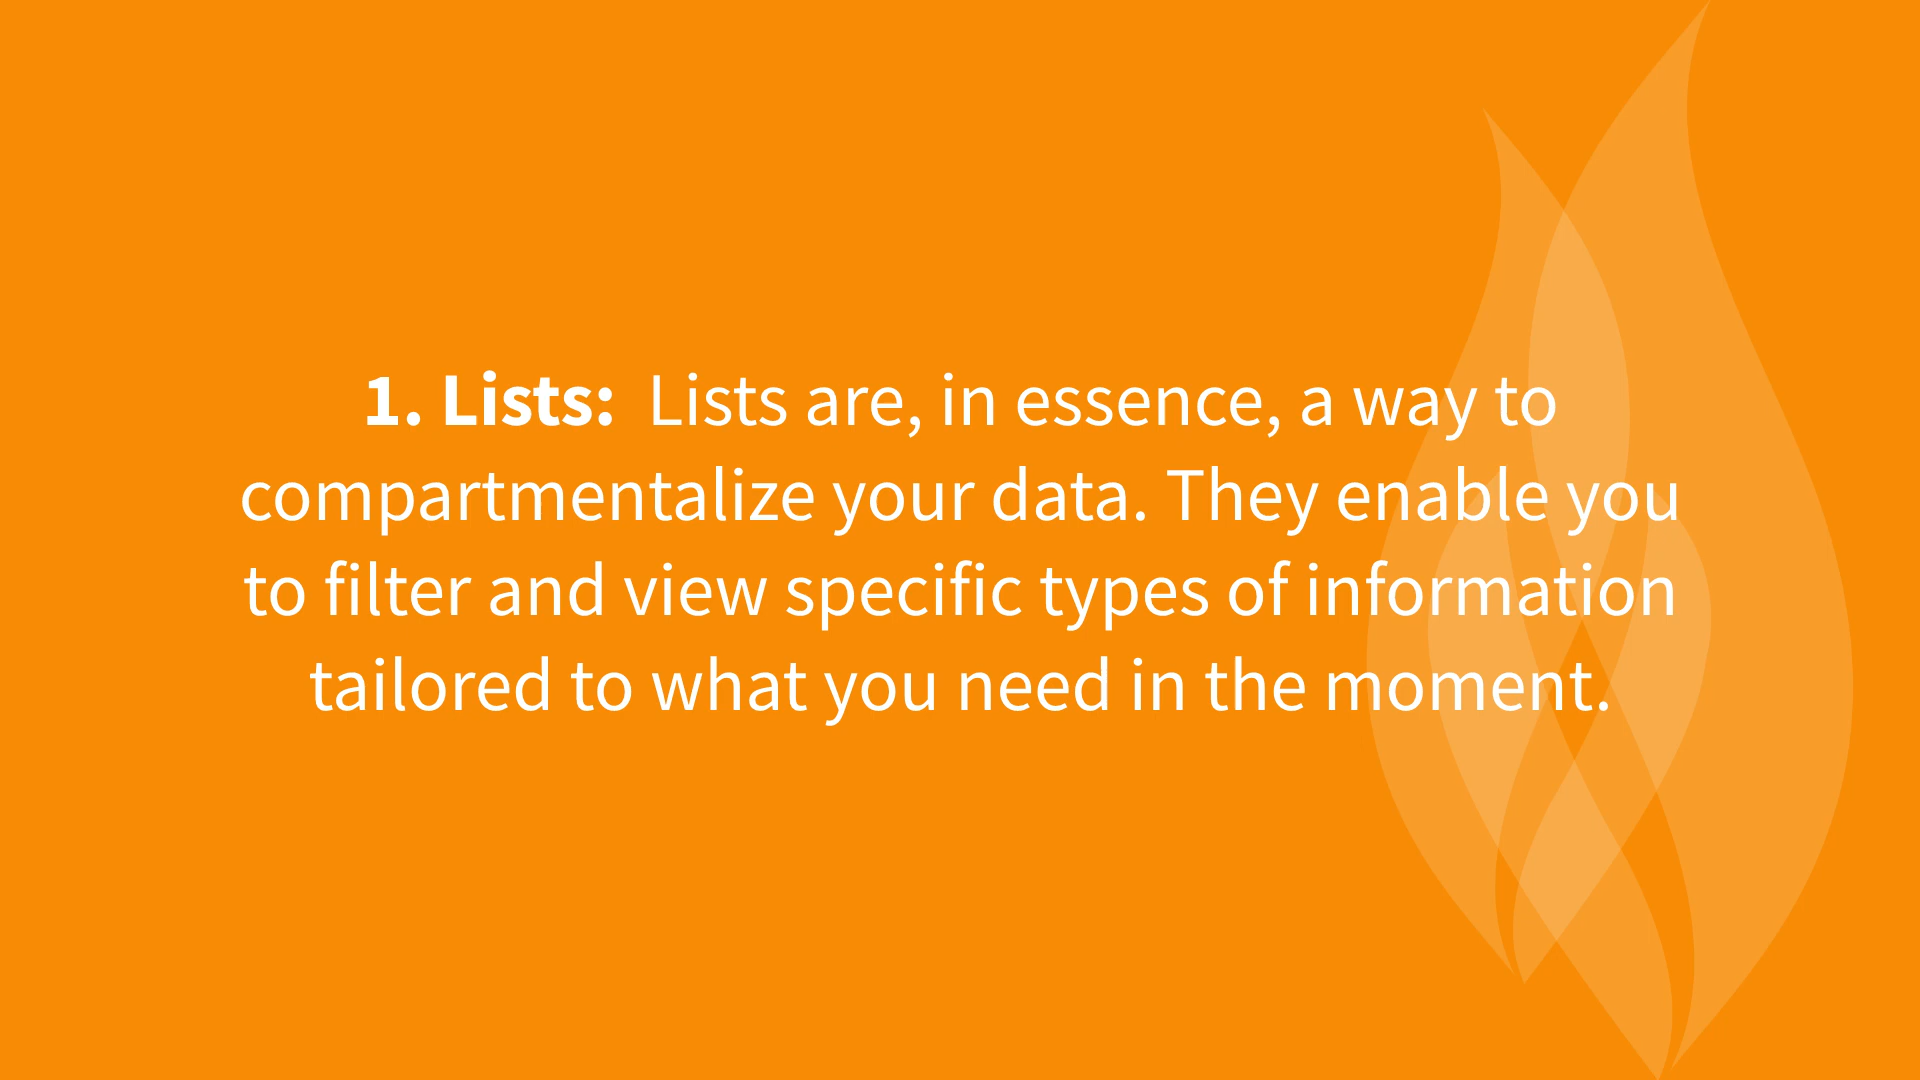 1. Lists:  Lists are, in essence, a way to
compartmentalize your data. They enable you
to filter and view specific types of information
tailored to what you need in the moment.